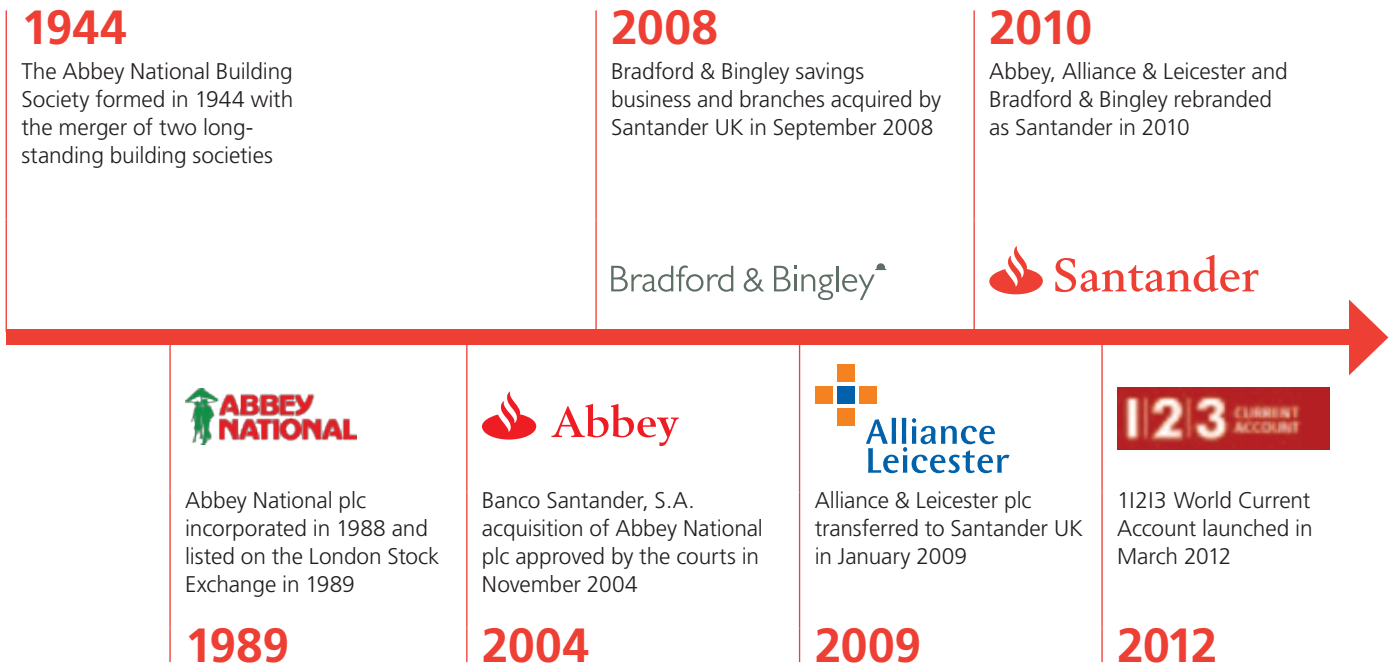 1944
The Abbey National Building
Society formed in 1944 with
the merger of two long-
standing building societies
2008
Bradford & Bingley savings
business and branches acquired by
Santander UK in September 2008
Bradford & Bingley
2010
Abbey, Alliance & Leicester and
Bradford & Bingley rebranded
as Santander in 2010
Santander
ABBEY
NATIONAL
Abbey National plc
incorporated in 1988 and
listed on the London Stock
Exchange in 1989
1989
Abbey
Banco Santander, S.A.
acquisition of Abbey National
plc approved by the courts in
November 2004
2004
Alliance
Leicester
Alliance & Leicester plc
transferred to Santander UK
in January 2009
2009
1|2|3 CURRENT
ACCOUNT
1I2I3 World Current
Account launched in
March 2012
2012